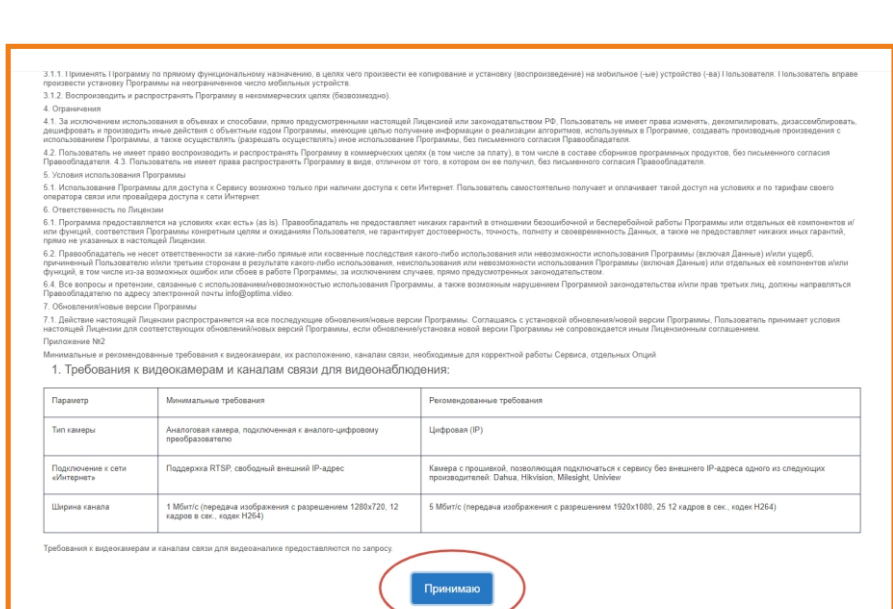 3.1.1. Применять Программу по прямому функциональному назначению, в целях чего произвести ее копирование и установку (воспроизведение) на мобильное (-ые) устройство (-ва) Пользователя. Пользователь вправе
произвести установку Программы на неограниченное число мобильных устройств.
3.1.2. Воспроизводить и распространять Программу в некоммерческих целях (безвозмездно).
4. Ограничения
4.1. За исключением использования в объемах и способами, прямо предусмотренными настоящей Лицензией или законодательством РФ, Пользователь не имеет права изменять, декомпилировать, дизассемблировать,
дешифровать и производить иные действия с объектным кодом Программы, имеющие целью получение информации о реализации алгоритмов, используемых в Программе, создавать производные произведения с
использованием Программы, а также осуществлять (разрешать осуществлять) иное использование Программы, без письменного согласия Правообладателя.
4.2. Пользователь не имеет право воспроизводить и распространять Программу в коммерческих целях (в том числе за плату), в том числе в составе сборников программных продуктов, без письменного согласия
Правообладателя. 4.3. Пользователь не имеет права распространять Программу в виде, отличном от того, в котором он ее получил, без письменного согласия Правообладателя.
5. Условия использования Программы
5.1. Использование Программы для доступа к Сервису возможно только при наличии доступа к сети Интернет. Пользователь самостоятельно получает и оплачивает такой доступ на условиях и по тарифам своего
оператора связи или провайдера доступа к сети Интернет.
6. Ответственность по Лицензии
6.1. Программа предоставляется на условиях «как есть» (as is). Правообладатель не предоставляет никаких гарантий в отношении безошибочной и бесперебойной работы Программы или отдельных её компонентов и/
или функций, соответствия Программы конкретным целям и ожиданиям Пользователя, не гарантирует достоверность, точность, полноту и своевременность Данных, а также не предоставляет никаких иных гарантий,
прямо не указанных в настоящей Лицензии.
6.2. Правообладатель не несет ответственности за какие-либо прямые или косвенные последствия какого-либо использования или невозможности использования Программы (включая Данные) и/или ущерб,
причиненный Пользователю и/или третьим сторонам в результате какого-либо использования, неиспользования или невозможности использования Программы (включая Данные) или отдельных её компонентов и/или
функций, в том числе из-за возможных ошибок или сбоев в работе Программы, за исключением случаев, прямо предусмотренных законодательством.
6.4. Все вопросы и претензии, связанные с использованием/невозможностью использования Программы, а также возможным нарушением Программой законодательства и/или прав третьих лиц, должны направляться
Правообладателю по адресу электронной почты info@optima.video.
7. Обновления/новые версии Программы
7.1. Действие настоящей Лицензии распространяется на все последующие обновления/новые версии Программы. Соглашаясь с установкой обновления/новой версии Программы, Пользователь принимает условия
настоящей Лицензии для соответствующих обновлений/новых версий Программы, если обновление/установка новой версии Программы не сопровождается иным Лицензионным соглашением.
Приложение №2
Минимальные и рекомендованные требования к видеокамерам, их расположению, каналам связи, необходимые для корректной работы Сервиса, отдельных Опций
1. Требования к видеокамерам и каналам связи для видеонаблюдения:
Параметр Минимальные требования Рекомендованные требования
Тип камеры Аналоговая камера, подключенная к аналого-цифровому Цифровая (IP)
преобразователю
Подключение к сети Поддержка RTSP, свободный внешний IP-адрес Камера с прошивкой, позволяющая подключаться к сервису без внешнего IP-адреса одного из следующих
«Интернет» производителей: Dahua, Hikvision, Milesight, Uniview
Ширина канала 1 Мбит/с (передача изображения с разрешением 1280x720, 12 5 Мбит/с (передача изображения с разрешением 1920x1080, 25 12 кадров в сек., кодек H264)
кадров в сек., кодек H264)
Требования к видеокамерам и каналам связи для видеоаналике предоставляются по запросу.
Принимаю